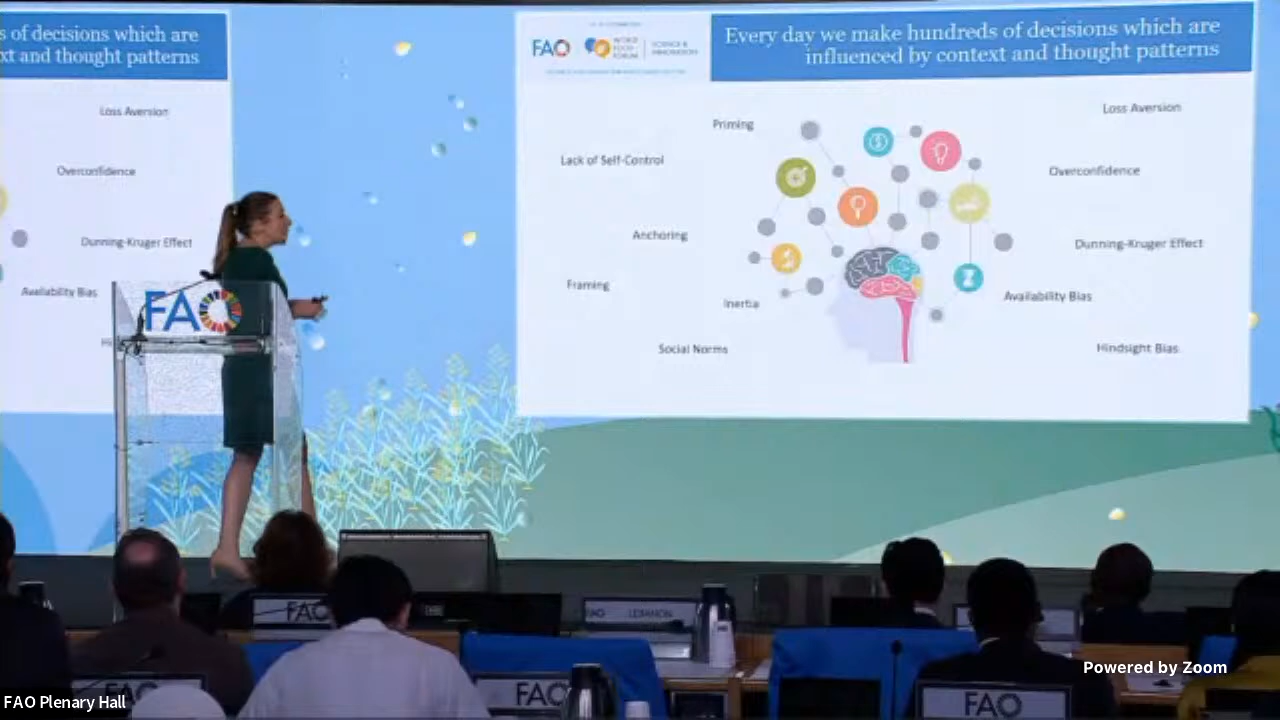 s of decisions which are
xt and thought patterns
Loss Aversion
Overconfidence
Dunning-Kruger Effect
Availability Bias
FAO
FAO
WORLD
FOOD
FORUM
SCIENCE &
INNOVATION
Every day we make hundreds of decisions which are
influenced by context and thought patterns
Priming
Loss Aversion
Lack of Self-Control
Overconfidence
Anchoring
Dunning-Kruger Effect
Framing
Inertia
Availability Bias
Social Norms
Hindsight Bias
FAO
FAO
LEBANON
FAO
FAO
FAO
Powered by Zoom
FAO Plenary Hall